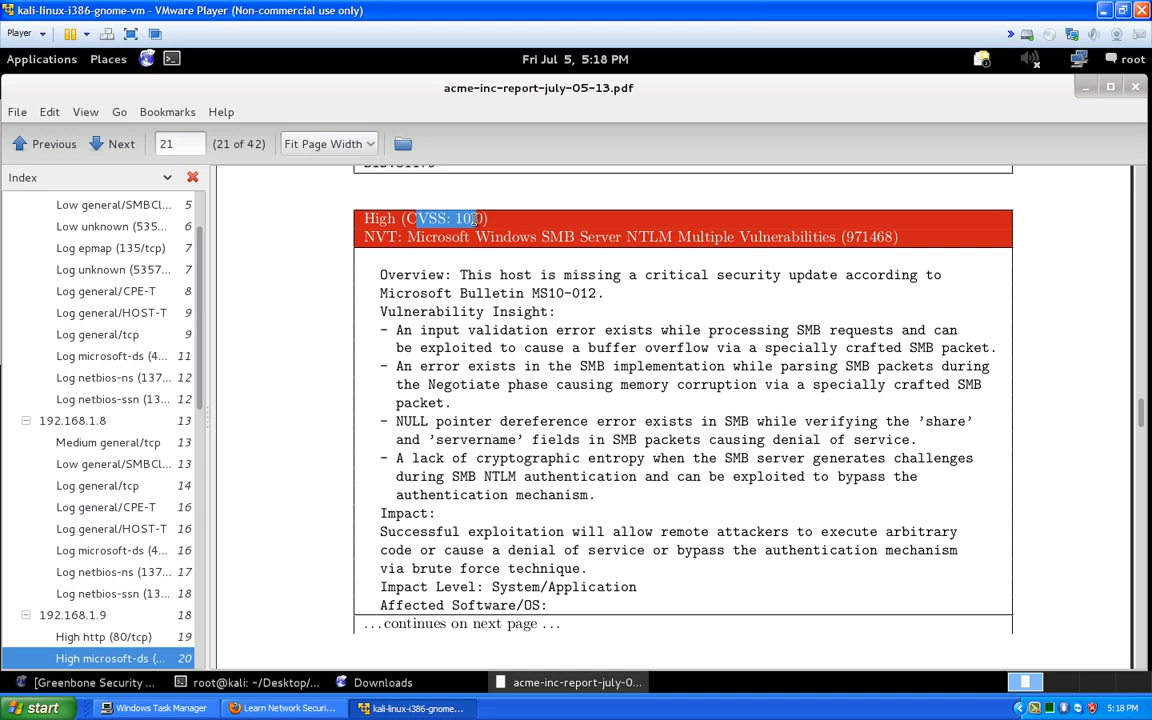 kali-linux-i386-gnome-vm - VMware Player (Non-commercial use only)
Player
Applications Places Fri Jul 5, 5:18 PM root
acme-inc-report-july-05-13.pdf
File Edit View Go Bookmarks Help
Previous Next 21 (21 of 42) Fit Page Width
Index
Low general/SMBCl... 5
Low unknown (535... 6
Log epmap (135/tcp) 7
Log unknown (5357... 7
Log general/CPE-T 8
Log general/HOST-T 9
Log general/tcp 9
Log microsoft-ds (4... 11
Log netbios-ns (137... 12
Log netbios-ssn (13... 12
192.168.1.8 13
Medium general/tcp 13
Low general/SMBCl... 13
Log general/tcp 14
Log general/CPE-T 16
Log general/HOST-T 16
Log microsoft-ds (4... 16
Log netbios-ns (137... 17
Log netbios-ssn (13... 18
192.168.1.9 18
High http (80/tcp) 19
High microsoft-ds (... 20
High (CVSS: 10.0)
NVT: Microsoft Windows SMB Server NTLM Multiple Vulnerabilities (971468)
Overview: This host is missing a critical security update according to
Microsoft Bulletin MS10-012.
Vulnerability Insight:
- An input validation error exists while processing SMB requests and can
be exploited to cause a buffer overflow via a specially crafted SMB packet.
- An error exists in the SMB implementation while parsing SMB packets during
the Negotiate phase causing memory corruption via a specially crafted SMB
packet.
- NULL pointer dereference error exists in SMB while verifying the 'share'
and 'servername' fields in SMB packets causing denial of service.
- A lack of cryptographic entropy when the SMB server generates challenges
during SMB NTLM authentication and can be exploited to bypass the
authentication mechanism.
Impact:
Successful exploitation will allow remote attackers to execute arbitrary
code or cause a denial of service or bypass the authentication mechanism
via brute force technique.
Impact Level: System/Application
Affected Software/OS:
...continues on next page ...
[Greenbone Security ... root@kali: ~/Desktop/... Downloads acme-inc-report-july-0...
start Windows Task Manager Learn Network Securi... kali-linux-i386-gnome... 5:18 PM